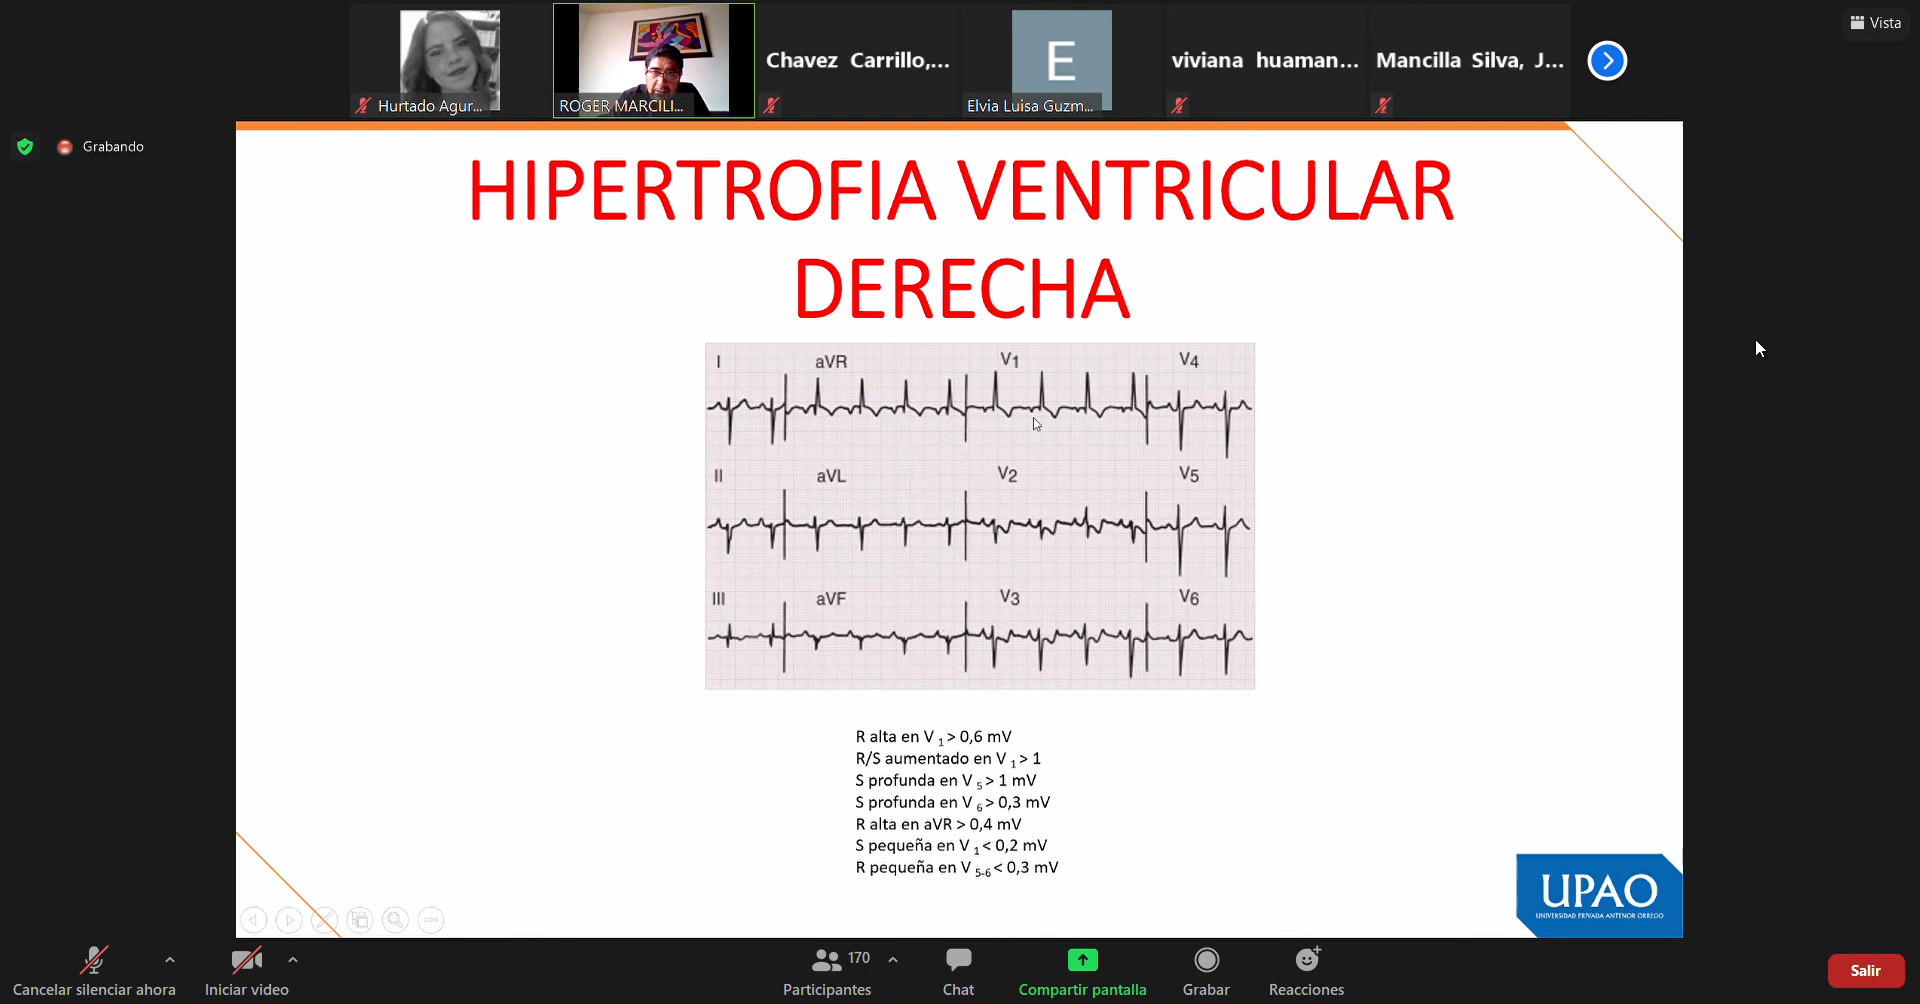 Vista
Hurtado Agur...
ROGER MARCILI...
Chavez Carrillo,...
E
Elvia Luisa Guzm...
viviana huaman...
Mancilla Silva, J...
Grabando
HIPERTROFIA VENTRICULAR
DERECHA
I aVR V1 V4
II aVL V2 V5
III aVF V3 V6
R alta en V 1 > 0,6 mV
R/S aumentado en V 1 > 1
S profunda en V 5 > 1 mV
S profunda en V 6 > 0,3 mV
R alta en aVR > 0,4 mV
S pequeña en V 1 < 0,2 mV
R pequeña en V 5-6 < 0,3 mV
UPAO
UNIVERSIDAD PRIVADA ANTENOR ORREGO
Cancelar silenciar ahora
Iniciar video
170
Participantes
Chat
Compartir pantalla
Grabar
Reacciones
Salir